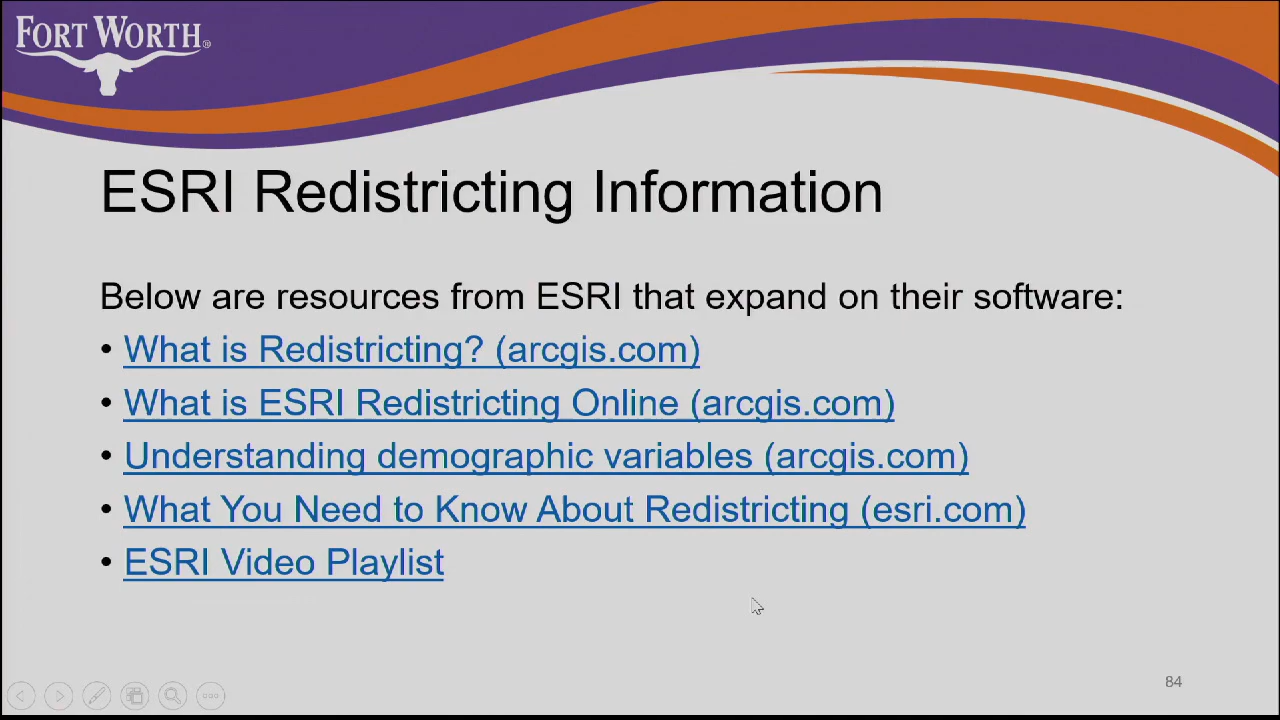 FORT WORTH®
ESRI Redistricting Information
Below are resources from ESRI that expand on their software:
• What is Redistricting? (arcgis.com)
• What is ESRI Redistricting Online (arcgis.com)
• Understanding demographic variables (arcgis.com)
• What You Need to Know About Redistricting (esri.com)
• ESRI Video Playlist
84